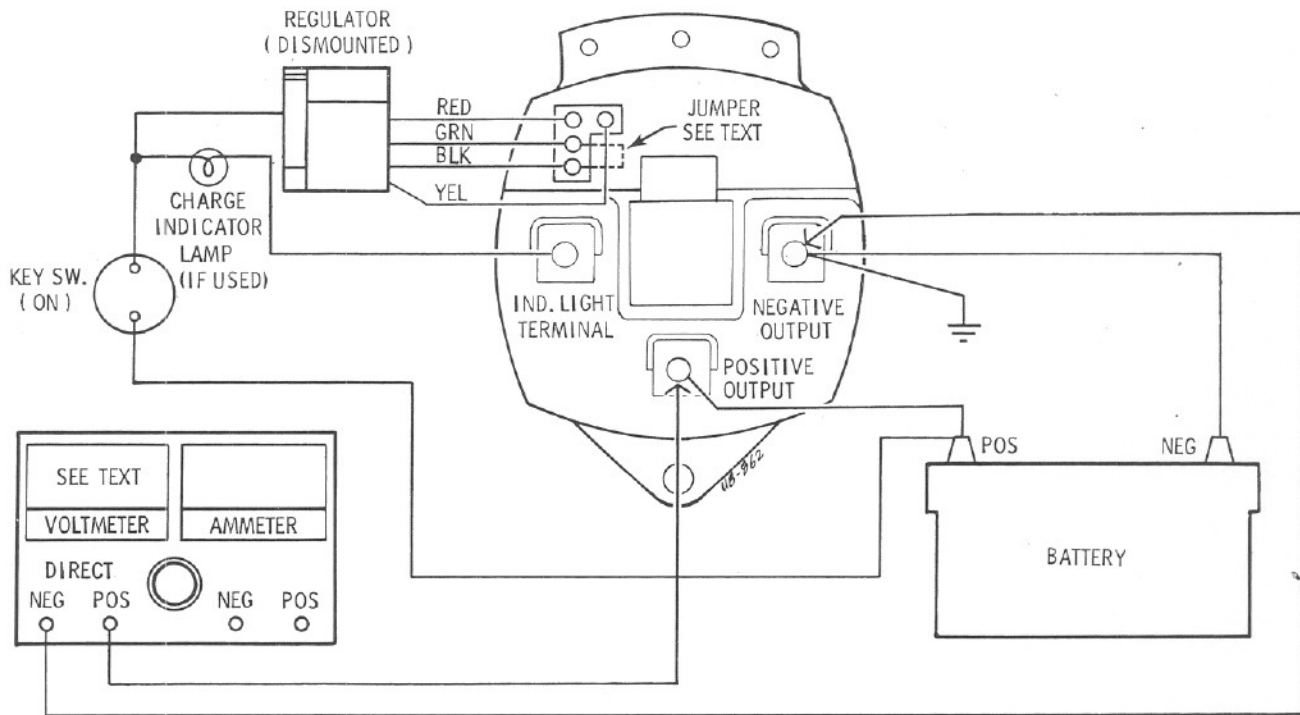 REGULATOR
( DISMOUNTED )
RED
GRN
BLK
YEL
JUMPER
SEE TEXT
CHARGE
INDICATOR
LAMP
(IF USED)
KEY SW.
( ON )
IND. LIGHT
TERMINAL
NEGATIVE
OUTPUT
POSITIVE
OUTPUT
POS
NEG
BATTERY
SEE TEXT
VOLTMETER
AMMETER
DIRECT
NEG
POS
NEG
POS